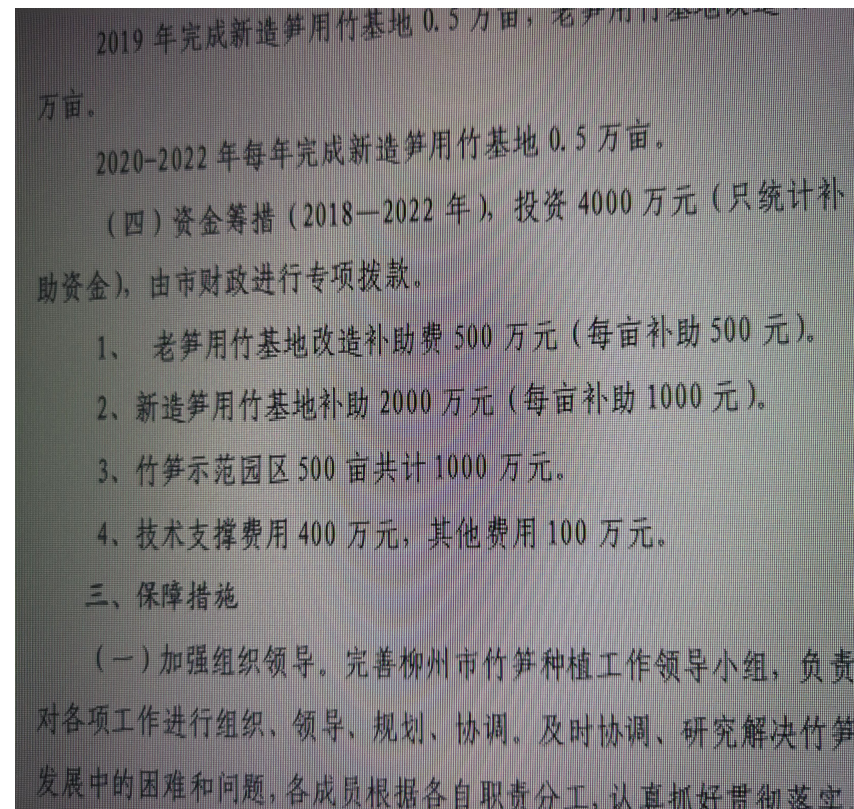 2019 年完成新造笋用竹基地 0.5 万亩，老笋用竹基地改造
万亩。
2020-2022 年每年完成新造笋用竹基地 0.5 万亩。
（四）资金筹措（2018—2022 年），投资 4000 万元（只统计补
助资金），由市财政进行专项拨款。
1、 老笋用竹基地改造补助费 500 万元（每亩补助 500 元）。
2、新造笋用竹基地补助 2000 万元（每亩补助 1000 元）。
3、竹笋示范园区 500 亩共计 1000 万元。
4、技术支撑费用 400 万元，其他费用 100 万元。
三、保障措施
（一）加强组织领导。完善柳州市竹笋种植工作领导小组，负责
对各项工作进行组织、领导、规划、协调。及时协调、研究解决竹笋
发展中的困难和问题，各成员根据各自职责分工，认真抓好贯彻落实